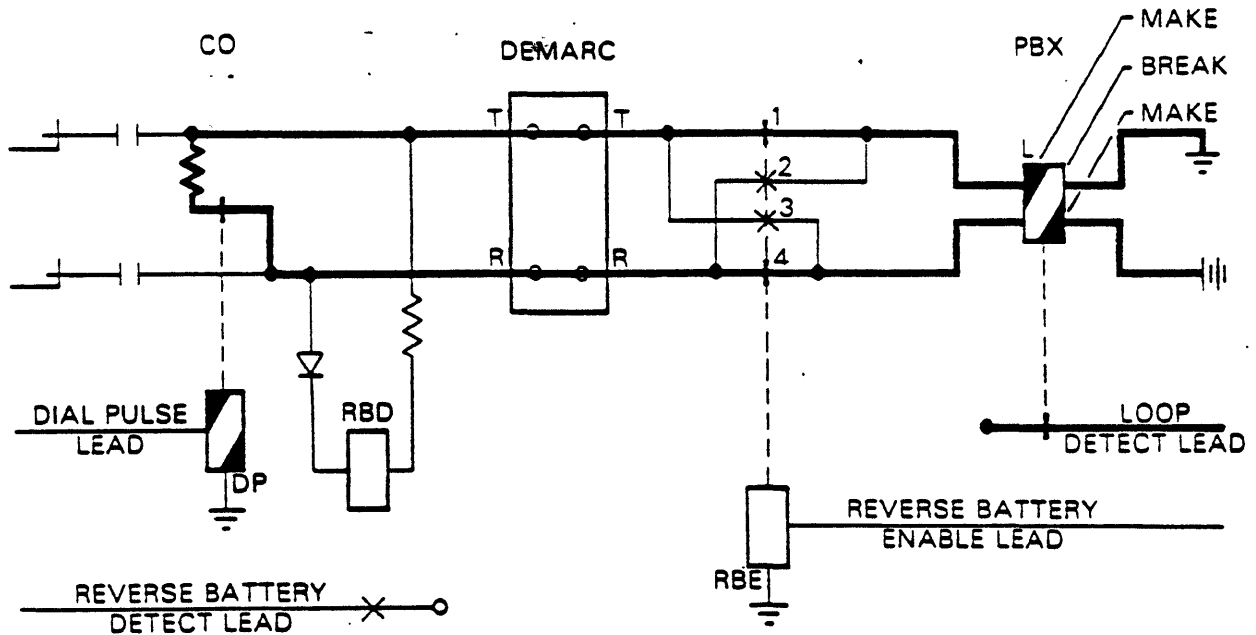 CO
DEMARC
PBX
MAKE
BREAK
MAKE
T
T
1
L
2
3
R
R
4
DIAL PULSE
LEAD
RBD
LOOP
DETECT LEAD
DP
REVERSE BATTERY
ENABLE LEAD
RBE
REVERSE BATTERY
DETECT LEAD